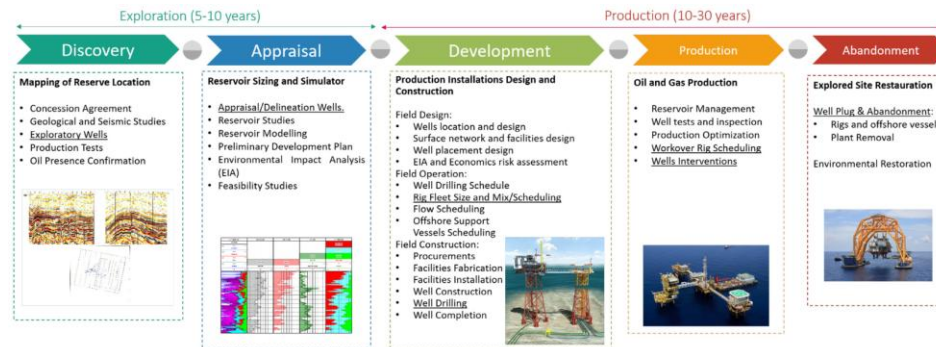 Exploration (5-10 years)
Production (10-30 years)
Discovery
Appraisal
Development
Production
Abandonment
Mapping of Reserve Location
• Concession Agreement
• Geological and Seismic Studies
• Exploratory Wells
• Production Tests
• Oil Presence Confirmation
Reservoir Sizing and Simulator
• Appraisal/Delineation Wells.
• Reservoir Studies
• Reservoir Modelling
• Preliminary Development Plan
• Environmental Impact Analysis
(EIA)
• Feasibility Studies
Production Installations Design and
Construction
Field Design:
• Wells location and design
• Surface network and facilities design
• Well placement design
• EIA and Economics risk assessment
Field Operation:
• Well Drilling Schedule
• Rig Fleet Size and Mix/Scheduling
• Flow Scheduling
• Offshore Support
Vessels Scheduling
Field Construction:
• Procurements
• Facilities Fabrication
• Facilities Installation
• Well Construction
• Well Drilling
• Well Completion
Oil and Gas Production
• Reservoir Management
• Well tests and inspection
• Production Optimization
• Workover Rig Scheduling
• Wells Interventions
Explored Site Restauration
Well Plug & Abandonment:
• Rigs and offshore vessel
• Plant Removal
Environmental Restoration